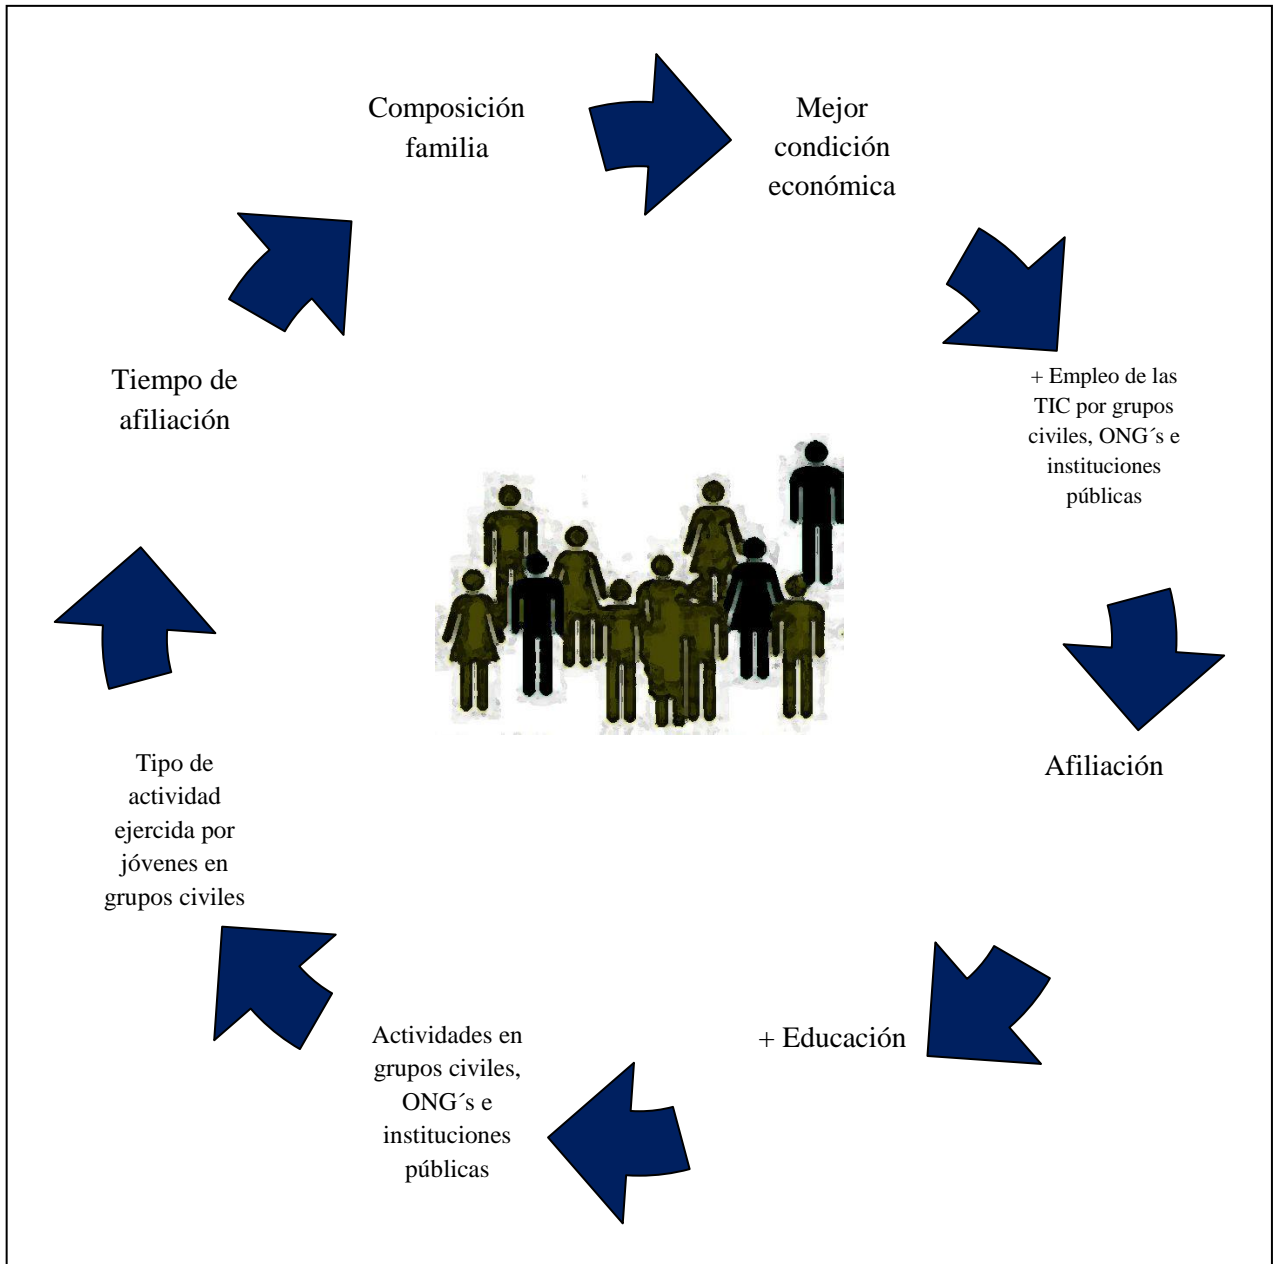 Composición
familia
Mejor
condición
económica
+ Empleo de las
TIC por grupos
civiles, ONG´s e
instituciones
públicas
Afiliación
+ Educación
Actividades en
grupos civiles,
ONG´s e
instituciones
públicas
Tipo de
actividad
ejercida por
jóvenes en
grupos civiles
Tiempo de
afiliación